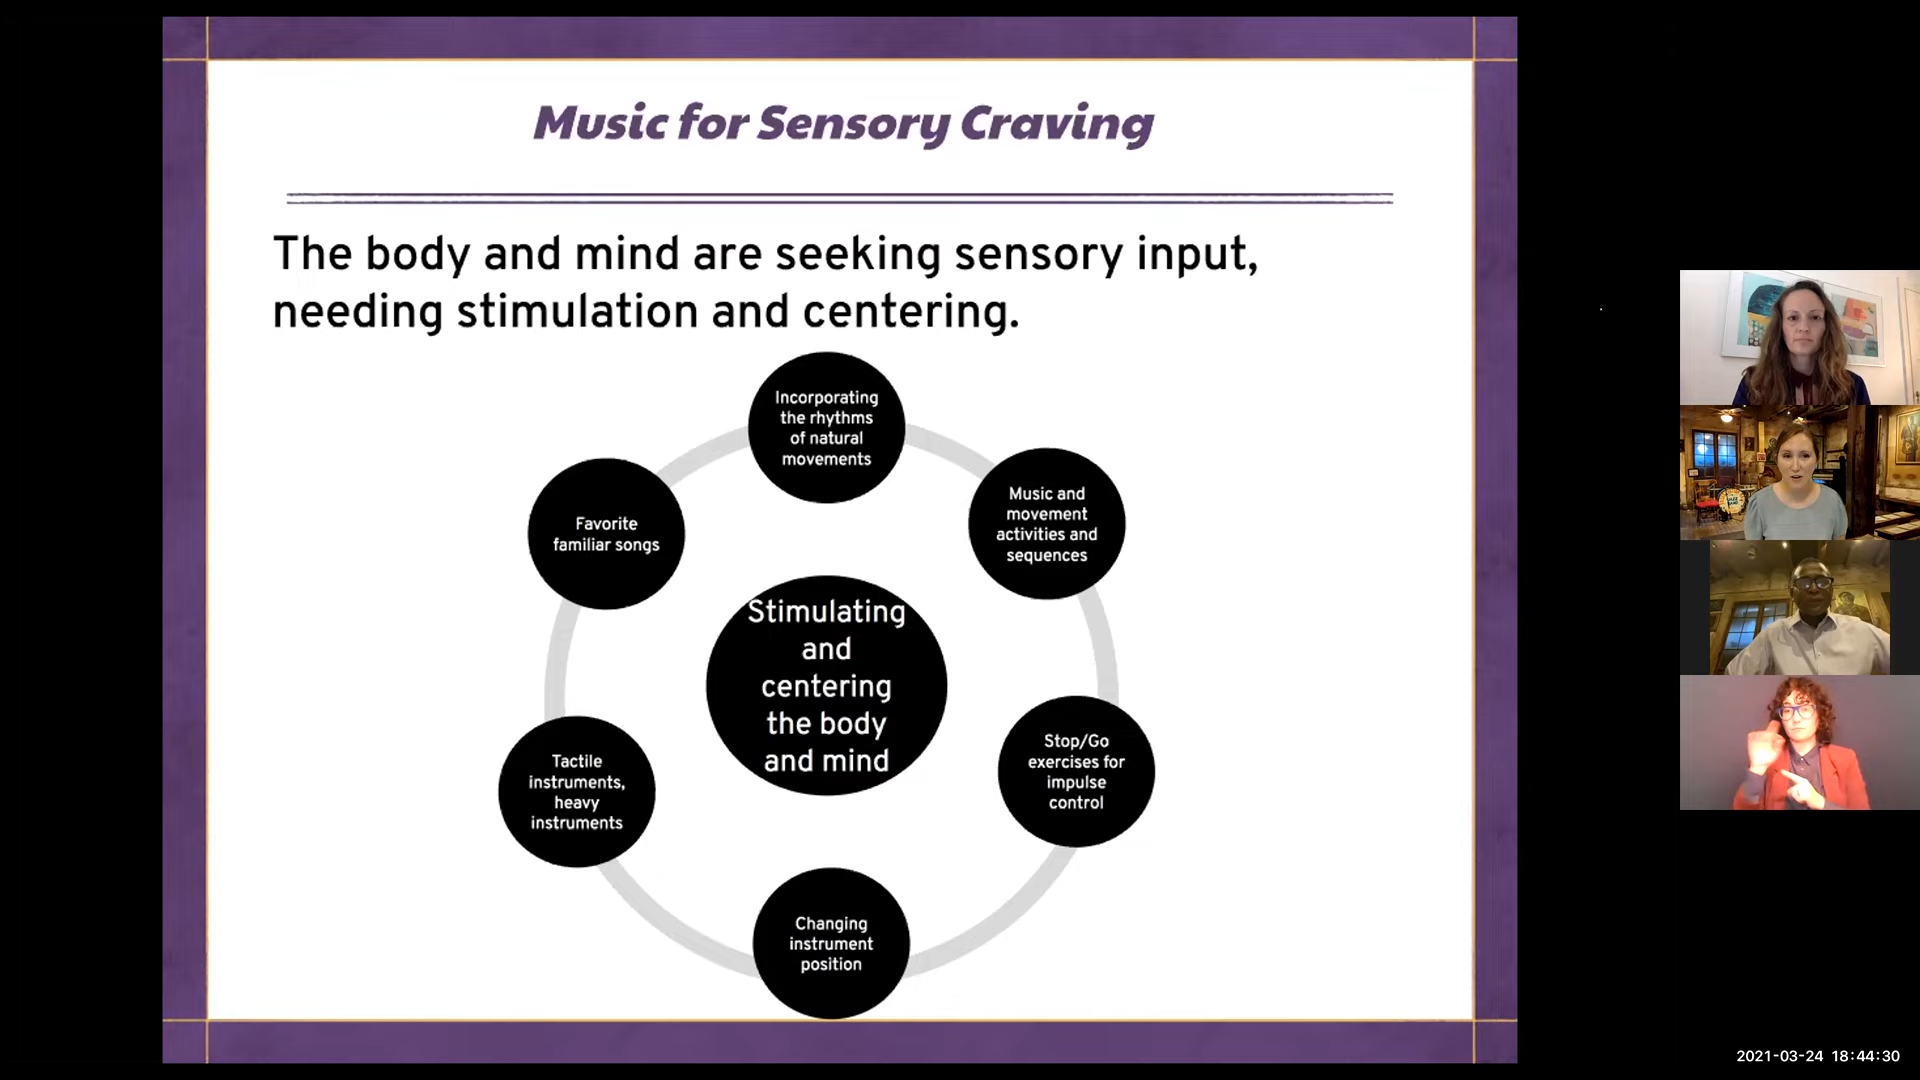 Music for Sensory Craving
The body and mind are seeking sensory input,
needing stimulation and centering.
Incorporating
the rhythms
of natural
movements
Music and
movement
activities and
sequences
Stop/Go
exercises for
impulse
control
Changing
instrument
position
Tactile
instruments,
heavy
instruments
Favorite
familiar songs
Stimulating
and
centering
the body
and mind
2021-03-24 18:44:30